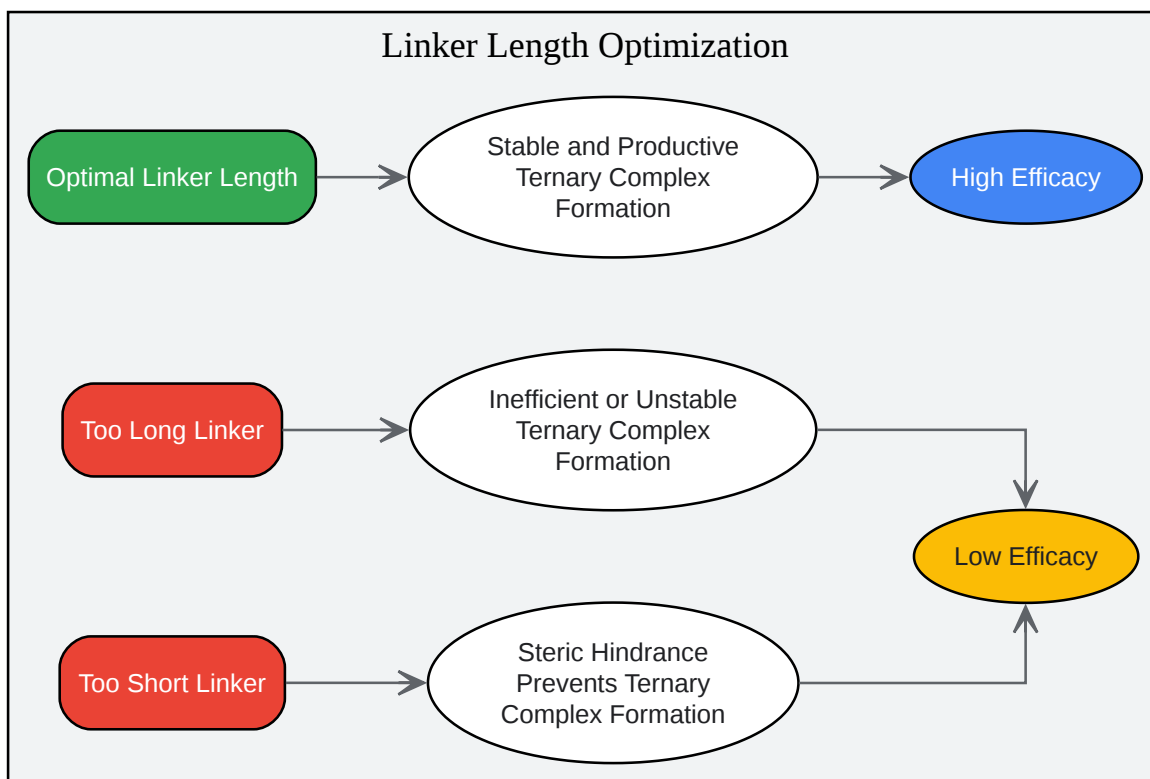 Linker Length Optimization
Optimal Linker Length
Stable and Productive
Ternary Complex
Formation
High Efficacy
Too Long Linker
Inefficient or Unstable
Ternary Complex
Formation
Low Efficacy
Too Short Linker
Steric Hindrance
Prevents Ternary
Complex Formation